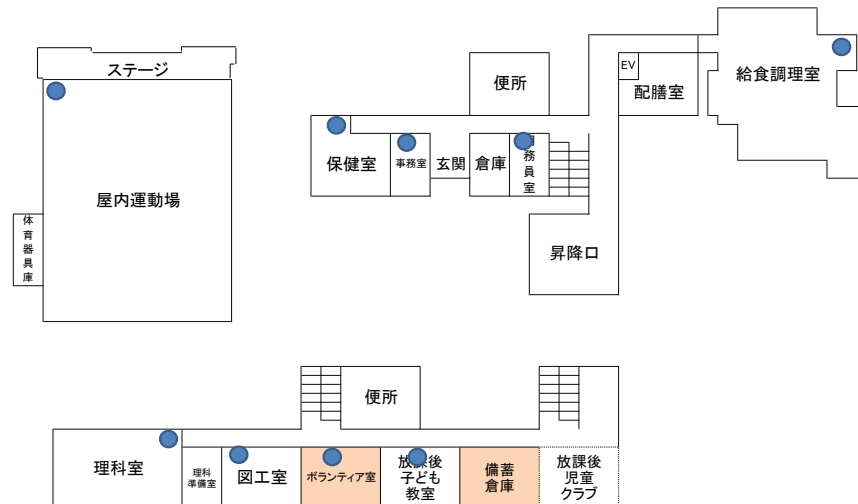 ステージ
屋内運動場
体育器具庫
便所
保健室
事務室
玄関
倉庫
務員室
EV
配膳室
給食調理室
昇降口
便所
理科室
理科
準備室
図工室
ボランティア室
放課後
子ども
教室
備蓄
倉庫
放課後
児童
クラブ